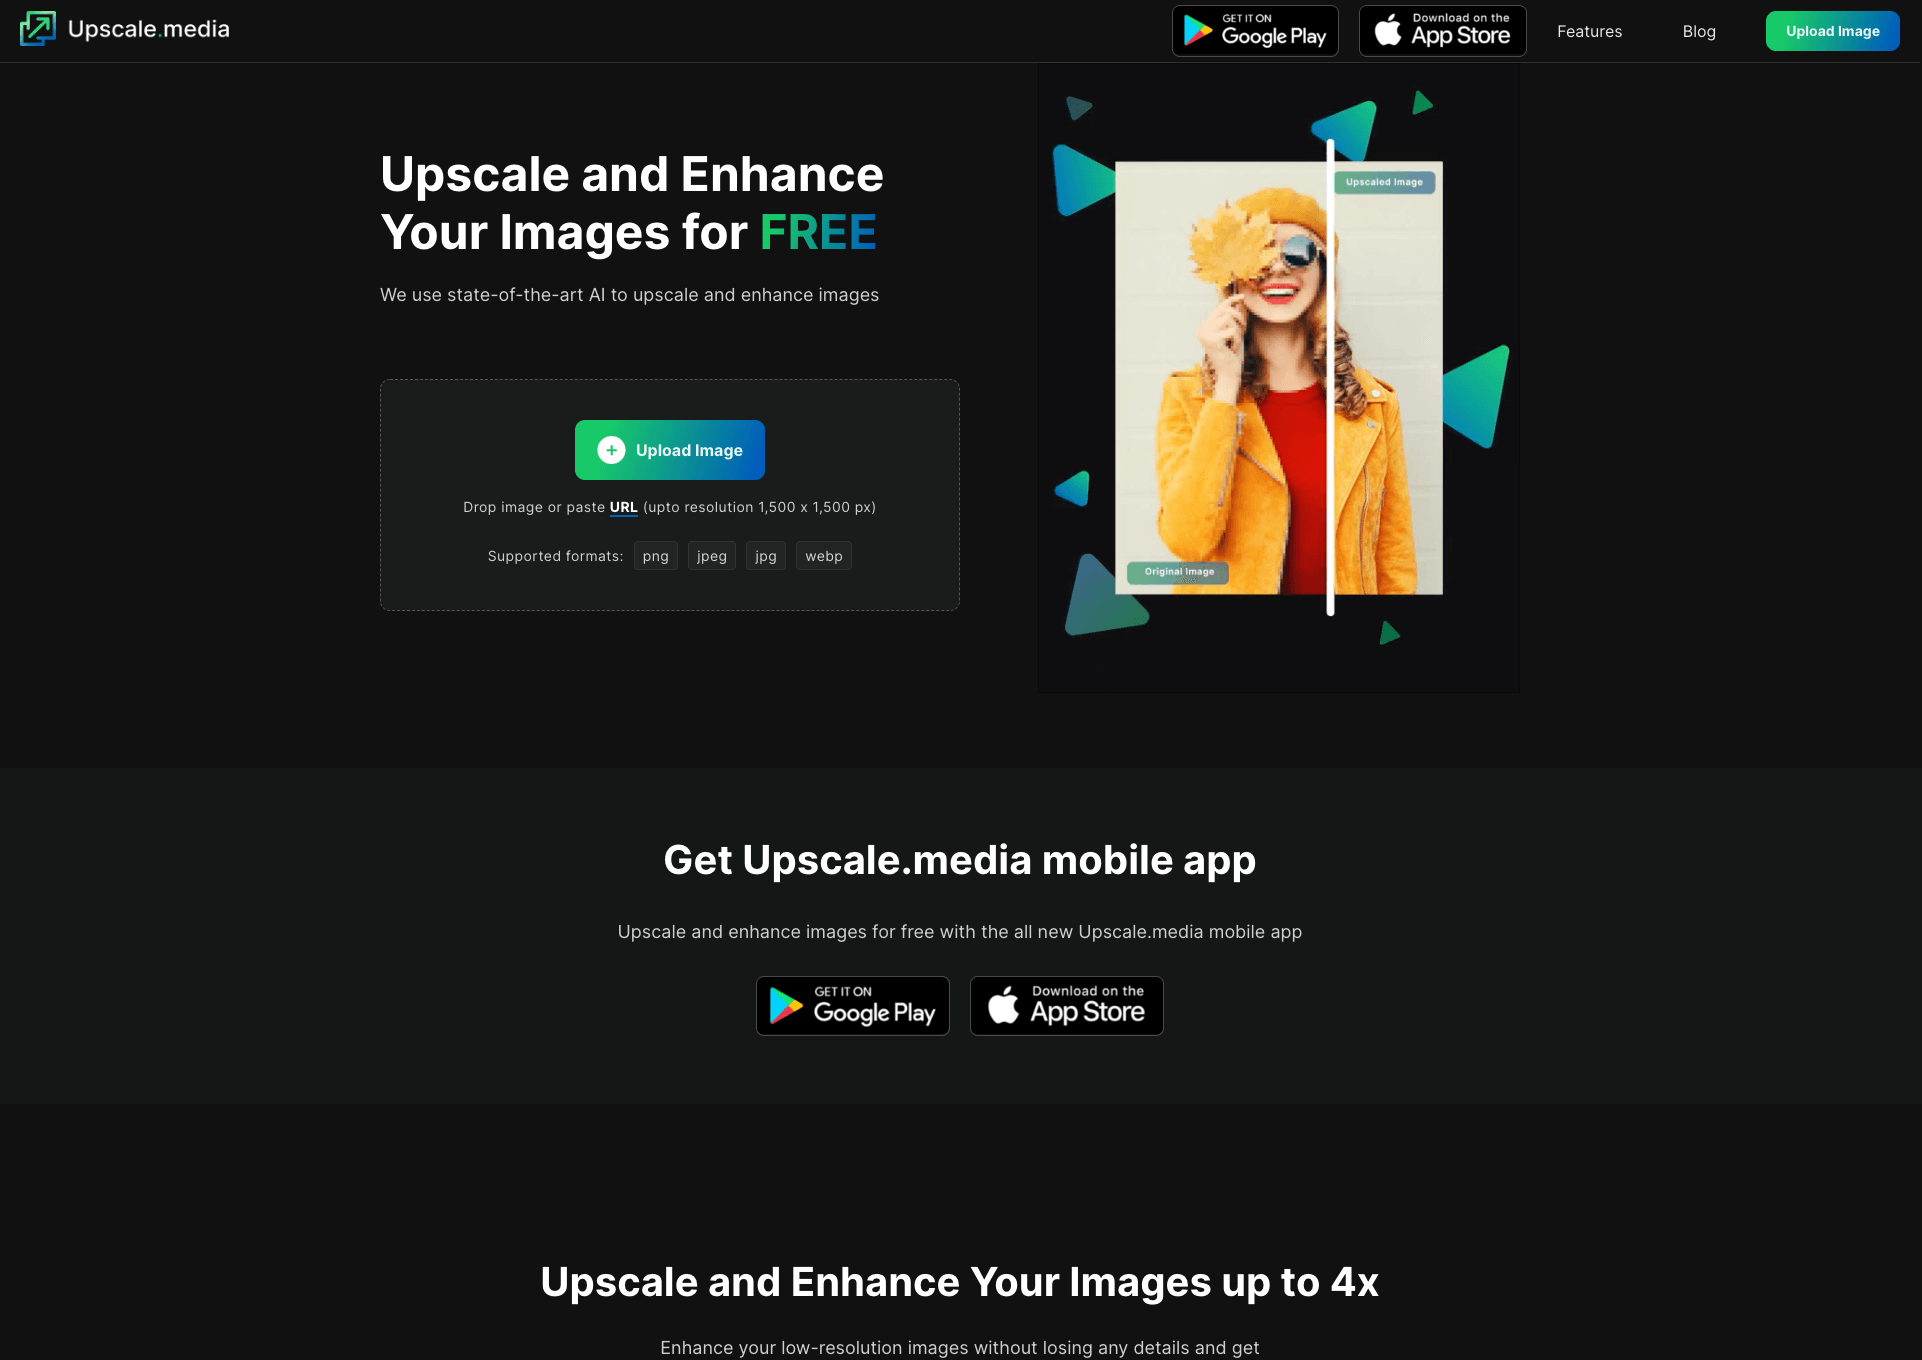 Upscale.media
GET IT ON
Google Play
Download on the
App Store
Features
Blog
Upload Image
Upscale and Enhance
Your Images for FREE
We use state-of-the-art AI to upscale and enhance images
Upload Image
Drop image or paste URL (upto resolution 1,500 x 1,500 px)
Supported formats: png jpeg jpg webp
Upscaled Image
Original Image
Get Upscale.media mobile app
Upscale and enhance images for free with the all new Upscale.media mobile app
GET IT ON
Google Play
Download on the
App Store
Upscale and Enhance Your Images up to 4x
Enhance your low-resolution images without losing any details and get